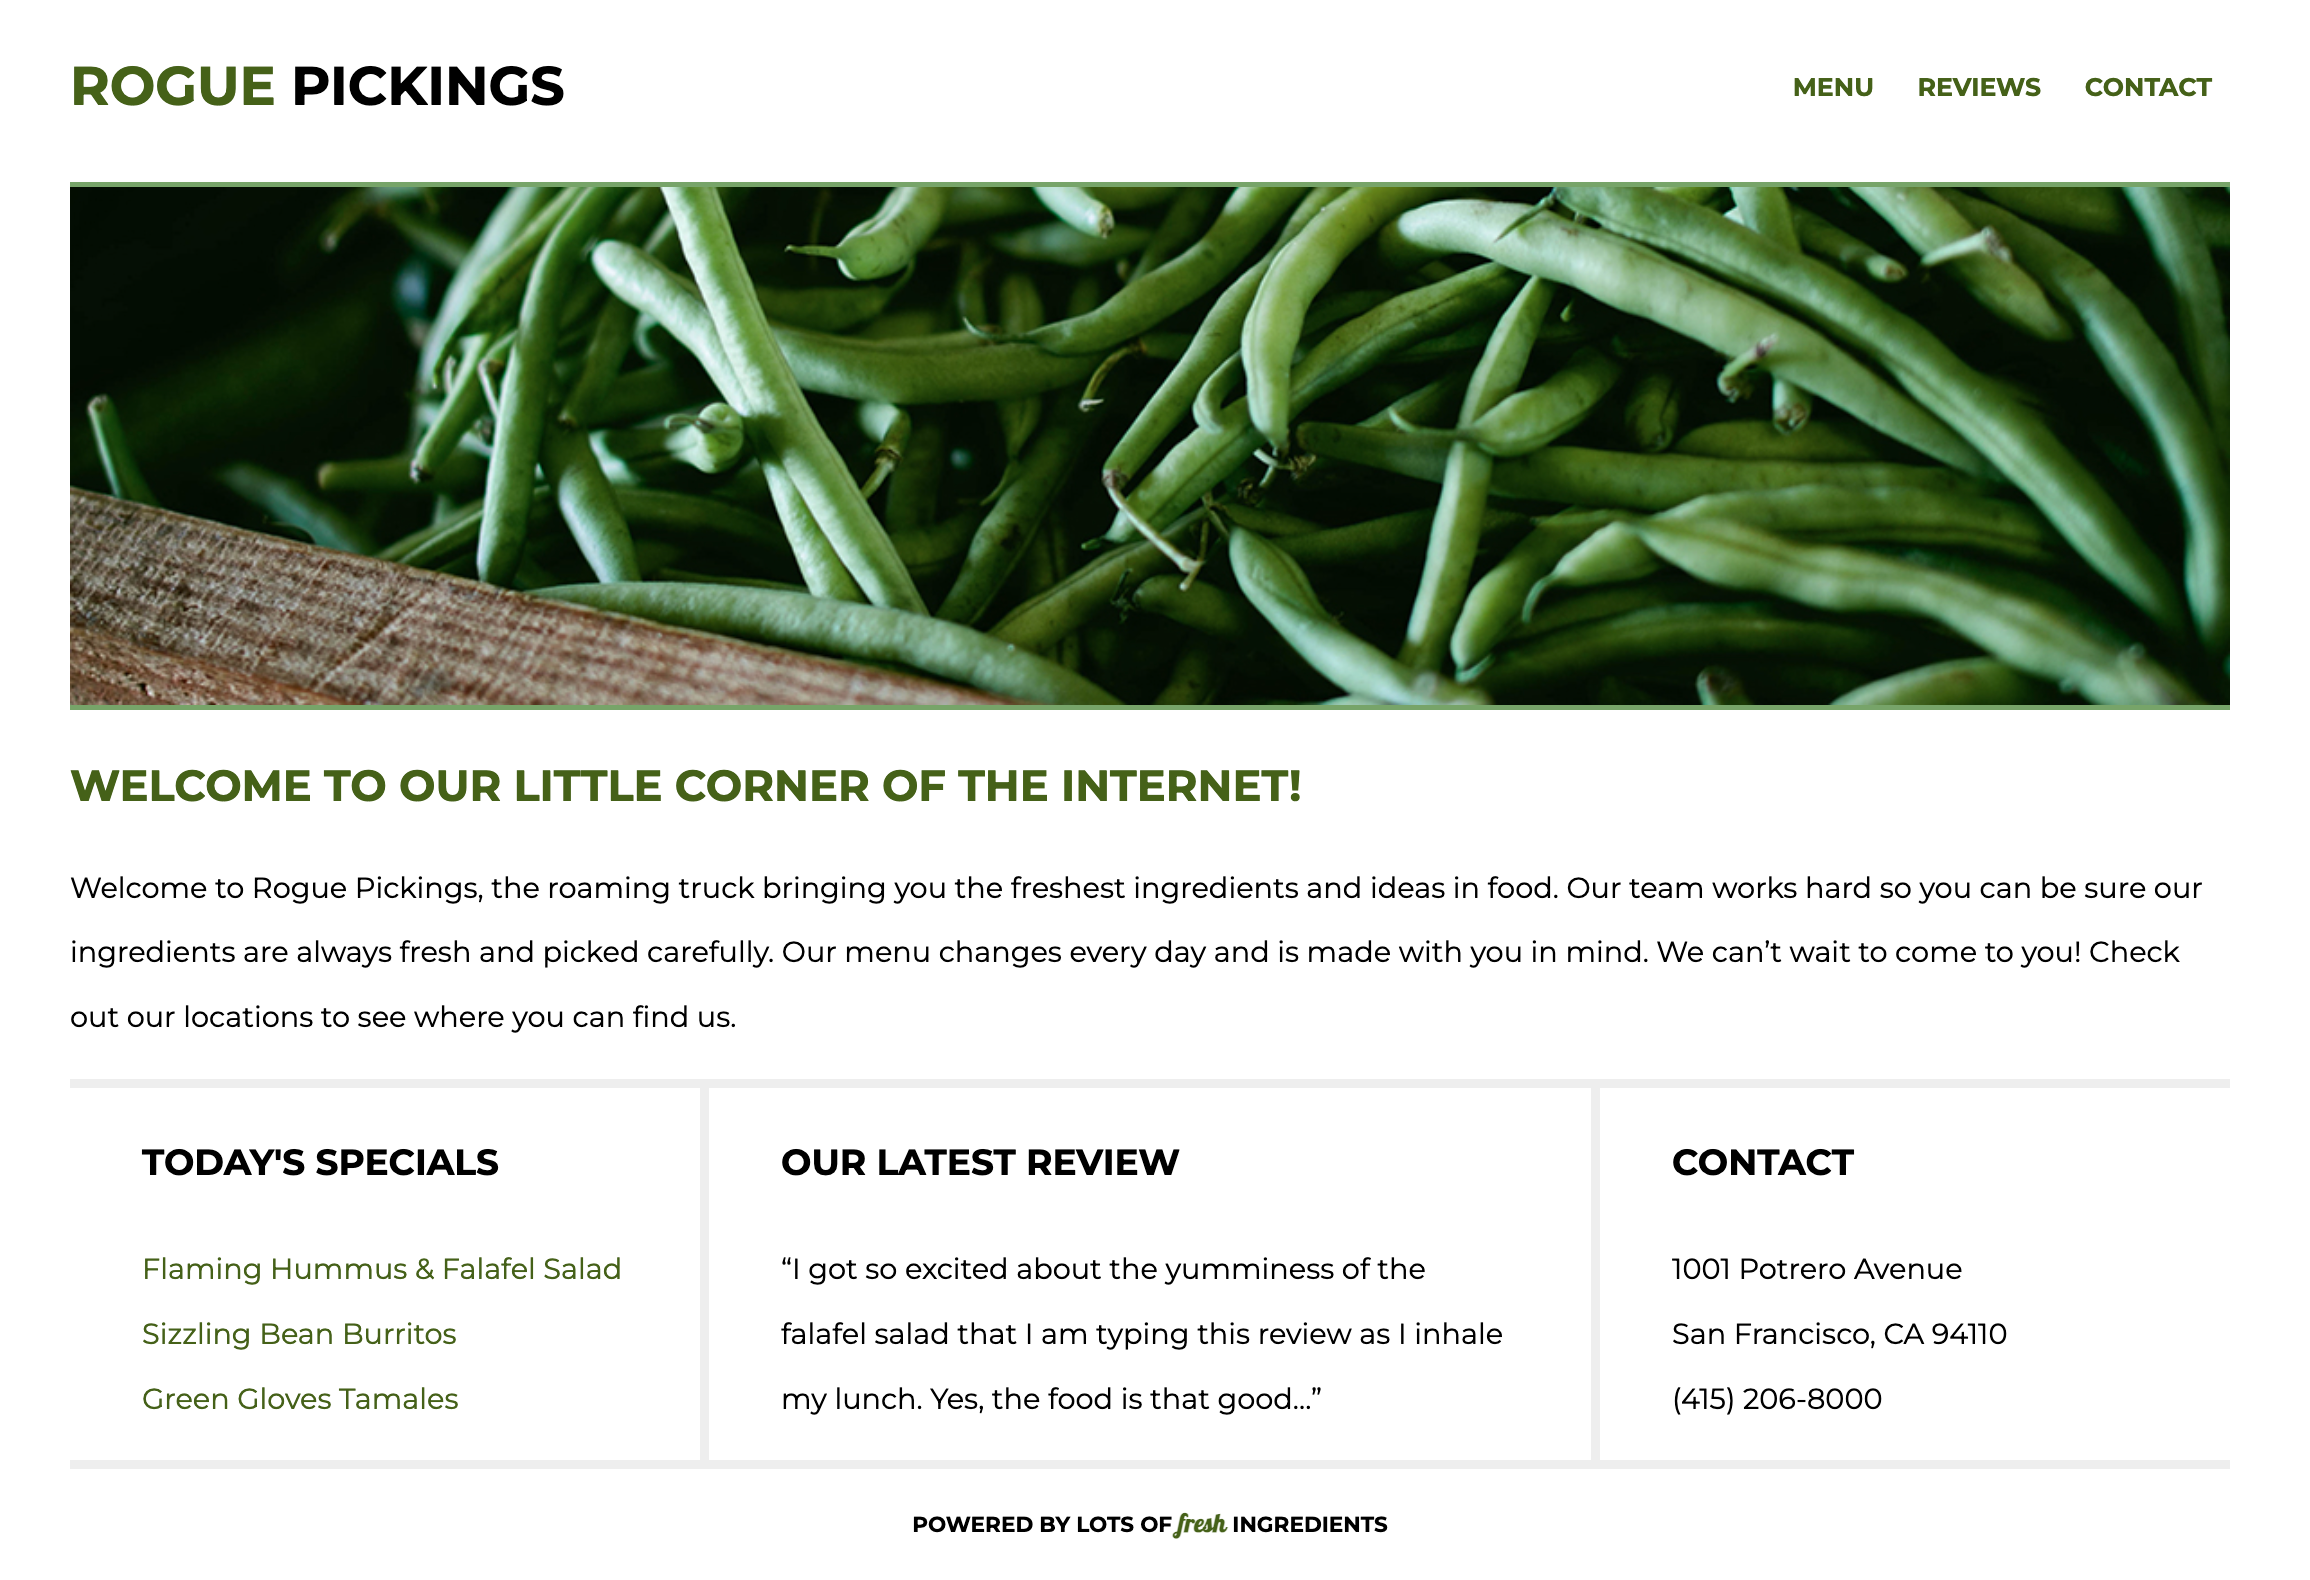 ROGUE PICKINGS
MENU REVIEWS CONTACT
WELCOME TO OUR LITTLE CORNER OF THE INTERNET!
Welcome to Rogue Pickings, the roaming truck bringing you the freshest ingredients and ideas in food. Our team works hard so you can be sure our
ingredients are always fresh and picked carefully. Our menu changes every day and is made with you in mind. We can’t wait to come to you! Check
out our locations to see where you can find us.
TODAY'S SPECIALS
Flaming Hummus & Falafel Salad
Sizzling Bean Burritos
Green Gloves Tamales
OUR LATEST REVIEW
“I got so excited about the yumminess of the
falafel salad that I am typing this review as I inhale
my lunch. Yes, the food is that good...”
CONTACT
1001 Potrero Avenue
San Francisco, CA 94110
(415) 206-8000
POWERED BY LOTS OF fresh INGREDIENTS